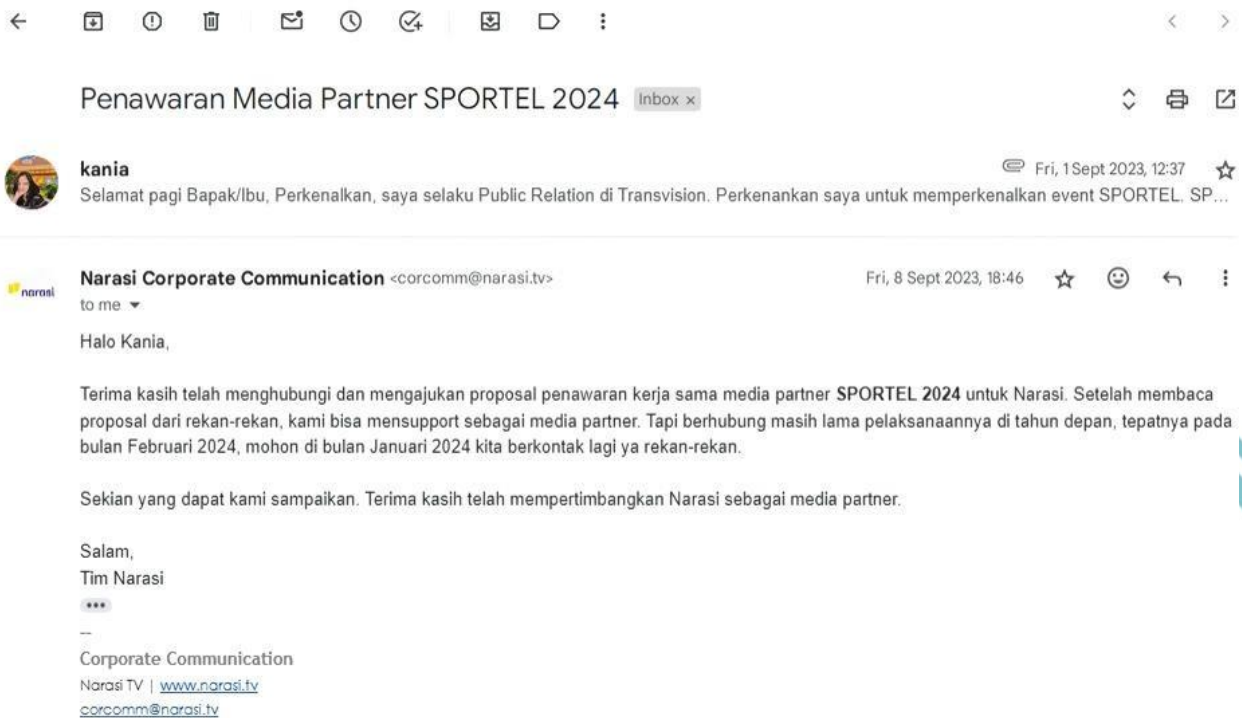 Penawaran Media Partner SPORTEL 2024 Inbox x
kania
Fri, 1 Sept 2023, 12:37
Selamat pagi Bapak/Ibu, Perkenalkan, saya selaku Public Relation di Transvision. Perkenankan saya untuk memperkenalkan event SPORTEL. SP...
narasi
Narasi Corporate Communication <corcomm@narasi.tv>
Fri, 8 Sept 2023, 18:46
to me
Halo Kania,
Terima kasih telah menghubungi dan mengajukan proposal penawaran kerja sama media partner SPORTEL 2024 untuk Narasi. Setelah membaca
proposal dari rekan-rekan, kami bisa mensupport sebagai media partner. Tapi berhubung masih lama pelaksanaannya di tahun depan, tepatnya pada
bulan Februari 2024, mohon di bulan Januari 2024 kita berkontak lagi ya rekan-rekan.
Sekian yang dapat kami sampaikan. Terima kasih telah mempertimbangkan Narasi sebagai media partner.
Salam,
Tim Narasi
•••
--
Corporate Communication
Narasi TV | www.narasi.tv
corcomm@narasi.tv